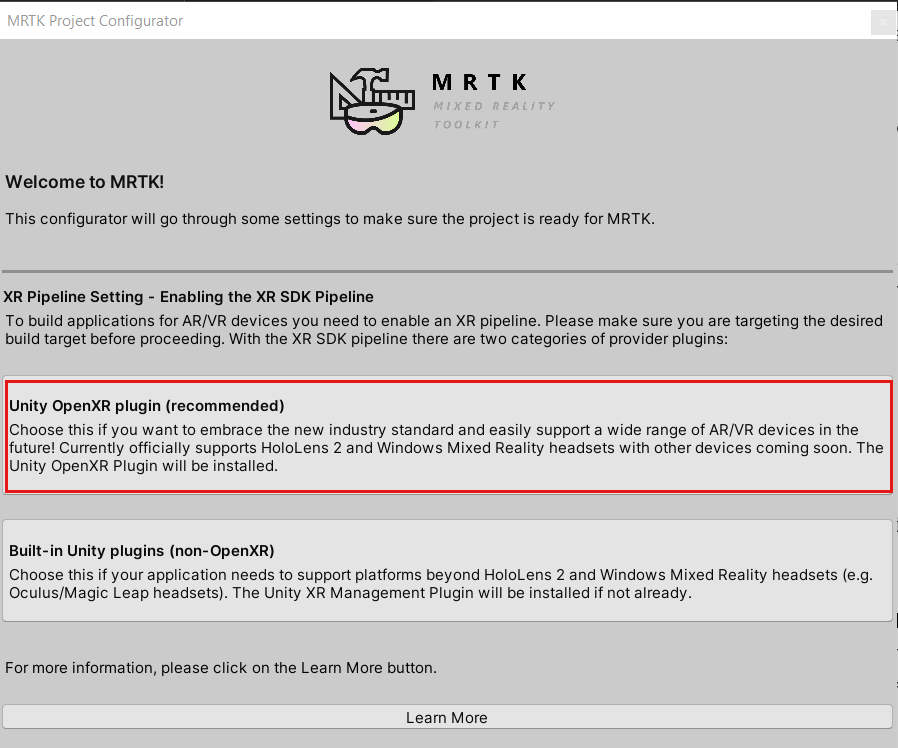 MRTK Project Configurator
MRTK
MIXED REALITY
TOOLKIT
Welcome to MRTK!
This configurator will go through some settings to make sure the project is ready for MRTK.
XR Pipeline Setting - Enabling the XR SDK Pipeline
To build applications for AR/VR devices you need to enable an XR pipeline. Please make sure you are targeting the desired
build target before proceeding. With the XR SDK pipeline there are two categories of provider plugins:
Unity OpenXR plugin (recommended)
Choose this if you want to embrace the new industry standard and easily support a wide range of AR/VR devices in the
future! Currently officially supports HoloLens 2 and Windows Mixed Reality headsets with other devices coming soon. The
Unity OpenXR Plugin will be installed.
Built-in Unity plugins (non-OpenXR)
Choose this if your application needs to support platforms beyond HoloLens 2 and Windows Mixed Reality headsets (e.g.
Oculus/Magic Leap headsets). The Unity XR Management Plugin will be installed if not already.
For more information, please click on the Learn More button.
Learn More